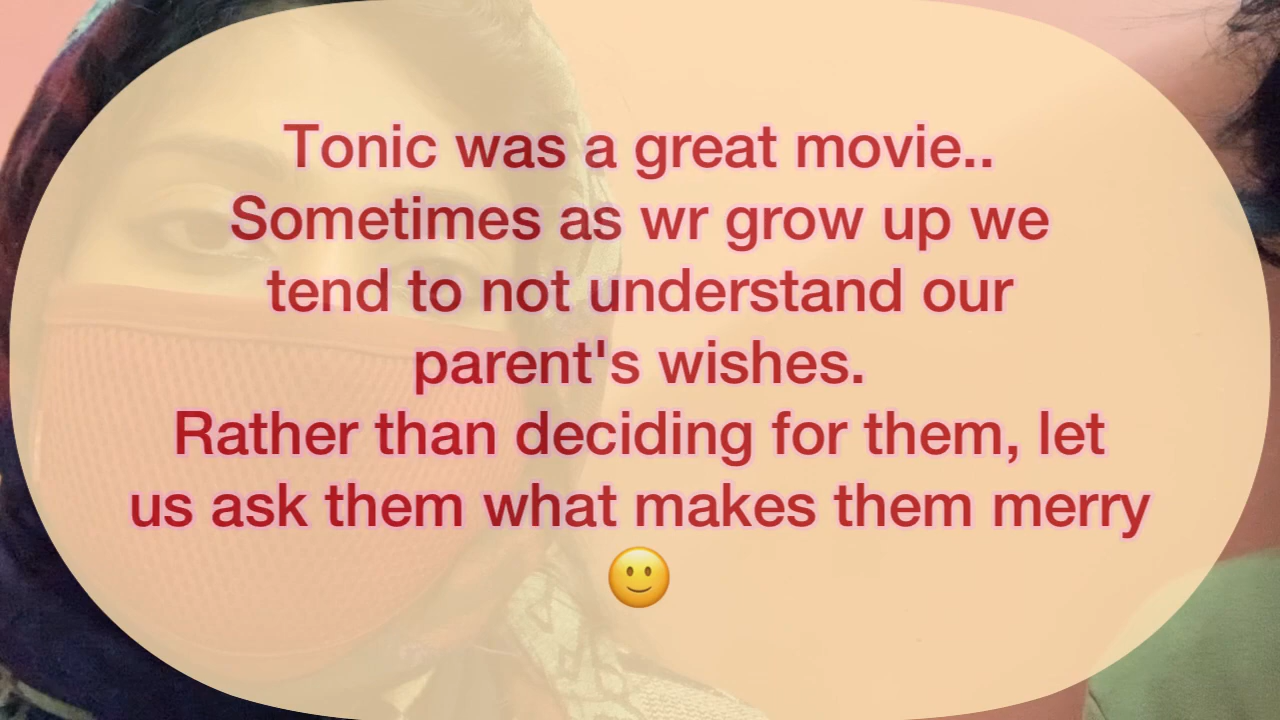 Tonic was a great movie..
Sometimes as wr grow up we
tend to not understand our
parent's wishes.
Rather than deciding for them, let
us ask them what makes them merry
🙂